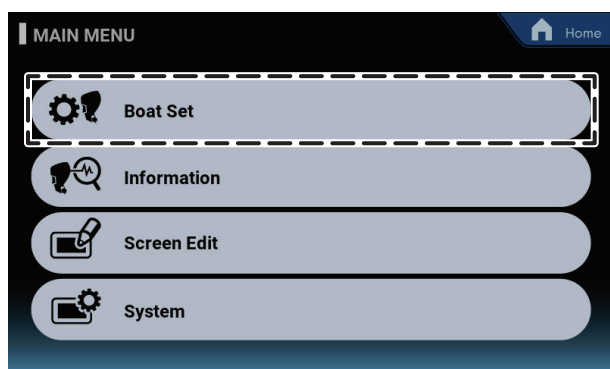 MAIN MENU
Home
Boat Set
Information
Screen Edit
System